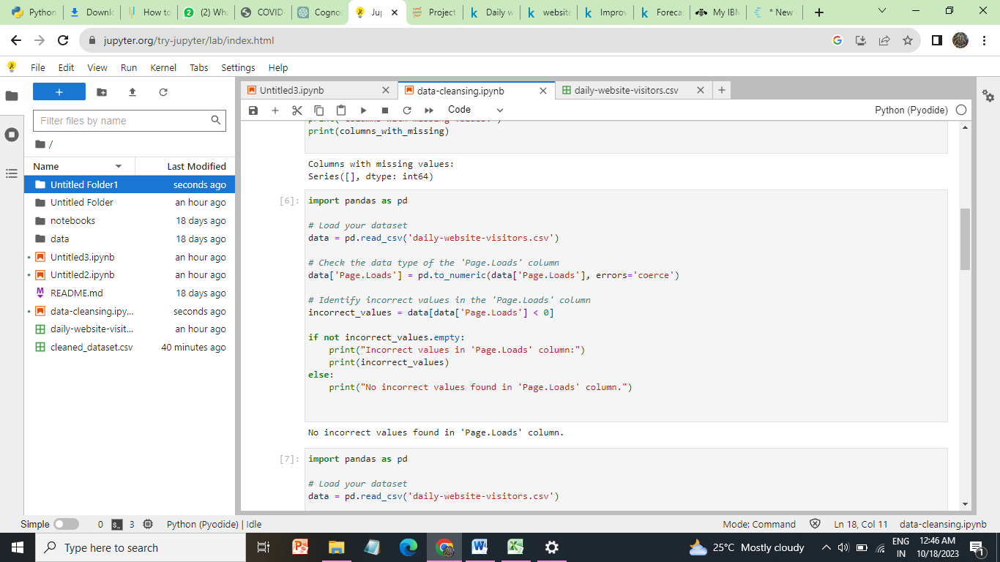 Python
Downlo
How to
(2) Wha
COVID-
Cognos
Jup
Project
Daily w
website
Improv
Foreca
My IBM
* New
jupyter.org/try-jupyter/lab/index.html
File Edit View Run Kernel Tabs Settings Help
Filter files by name
/
Name Last Modified
Untitled Folder1 seconds ago
Untitled Folder an hour ago
notebooks 18 days ago
data 18 days ago
Untitled3.ipynb an hour ago
Untitled2.ipynb an hour ago
README.md 18 days ago
data-cleansing.ipy... seconds ago
daily-website-visit... an hour ago
cleaned_dataset.csv 40 minutes ago
Untitled3.ipynb
data-cleansing.ipynb
daily-website-visitors.csv
Code
Python (Pyodide)
print(columns_with_missing)
Columns with missing values:
Series([], dtype: int64)
[6]:
import pandas as pd
# Load your dataset
data = pd.read_csv('daily-website-visitors.csv')
# Check the data type of the 'Page.Loads' column
data['Page.Loads'] = pd.to_numeric(data['Page.Loads'], errors='coerce')
# Identify incorrect values in the 'Page.Loads' column
incorrect_values = data[data['Page.Loads'] < 0]
if not incorrect_values.empty:
    print("Incorrect values in 'Page.Loads' column:")
    print(incorrect_values)
else:
    print("No incorrect values found in 'Page.Loads' column.")
No incorrect values found in 'Page.Loads' column.
[7]:
import pandas as pd
# Load your dataset
data = pd.read_csv('daily-website-visitors.csv')
Simple 0 3 Python (Pyodide) | Idle
Mode: Command Ln 18, Col 11 data-cleansing.ipynb
Type here to search
25°C Mostly cloudy
ENG
IN
12:46 AM
10/18/2023
1